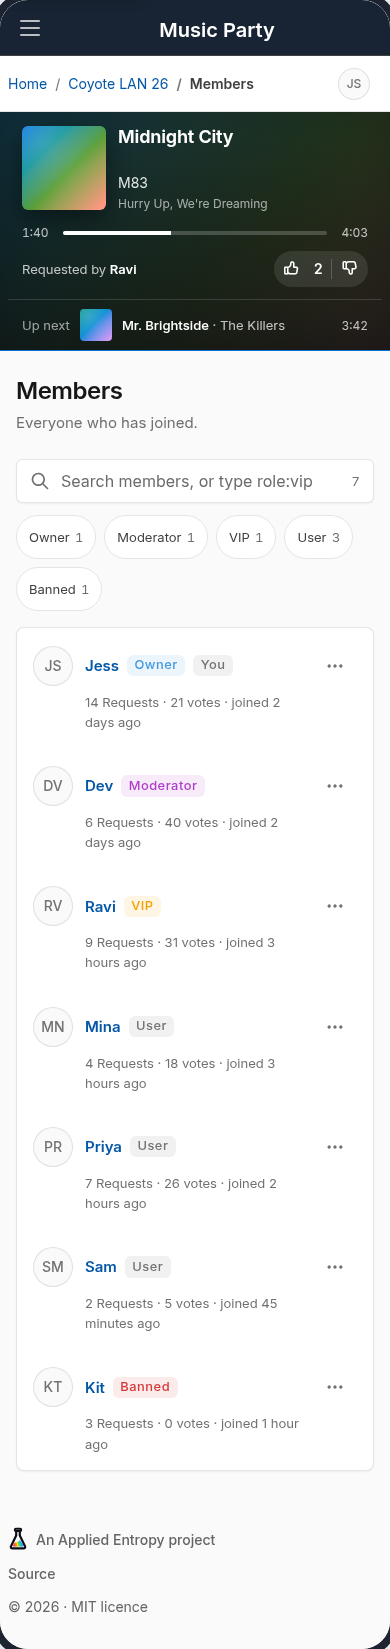 Music Party
Home / Coyote LAN 26 / Members JS
Midnight City
M83
Hurry Up, We're Dreaming
1:40 4:03
Requested by Ravi 2
Up next Mr. Brightside · The Killers 3:42
Members
Everyone who has joined.
Search members, or type role:vip 7
Owner 1 Moderator 1 VIP 1 User 3
Banned 1
JS Jess Owner You
14 Requests · 21 votes · joined 2
days ago
DV Dev Moderator
6 Requests · 40 votes · joined 2
days ago
RV Ravi VIP
9 Requests · 31 votes · joined 3
hours ago
MN Mina User
4 Requests · 18 votes · joined 3
hours ago
PR Priya User
7 Requests · 26 votes · joined 2
hours ago
SM Sam User
2 Requests · 5 votes · joined 45
minutes ago
KT Kit Banned
3 Requests · 0 votes · joined 1 hour
ago
An Applied Entropy project
Source
© 2026 · MIT licence